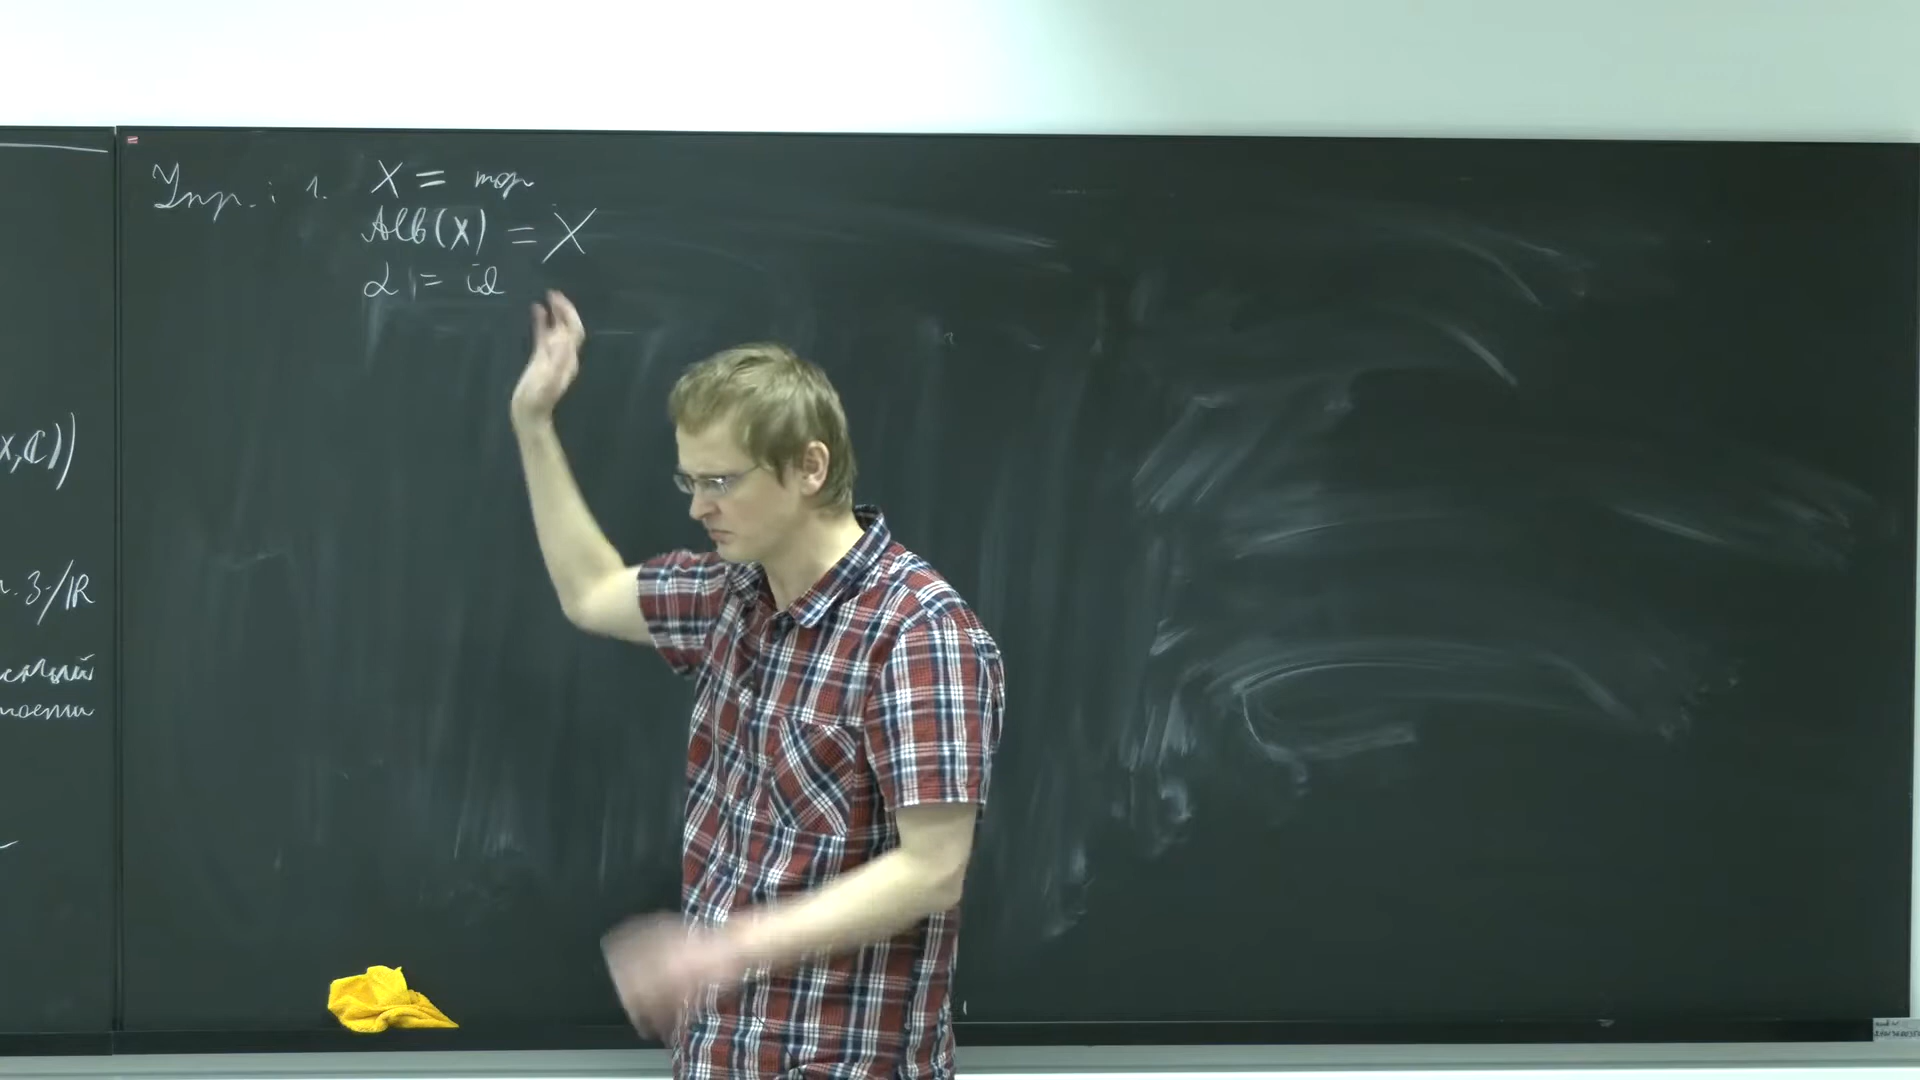 Упр.: 1. X = тор
Alb(X) = X
α = id
X, ℂ))
. 3-/ℝ